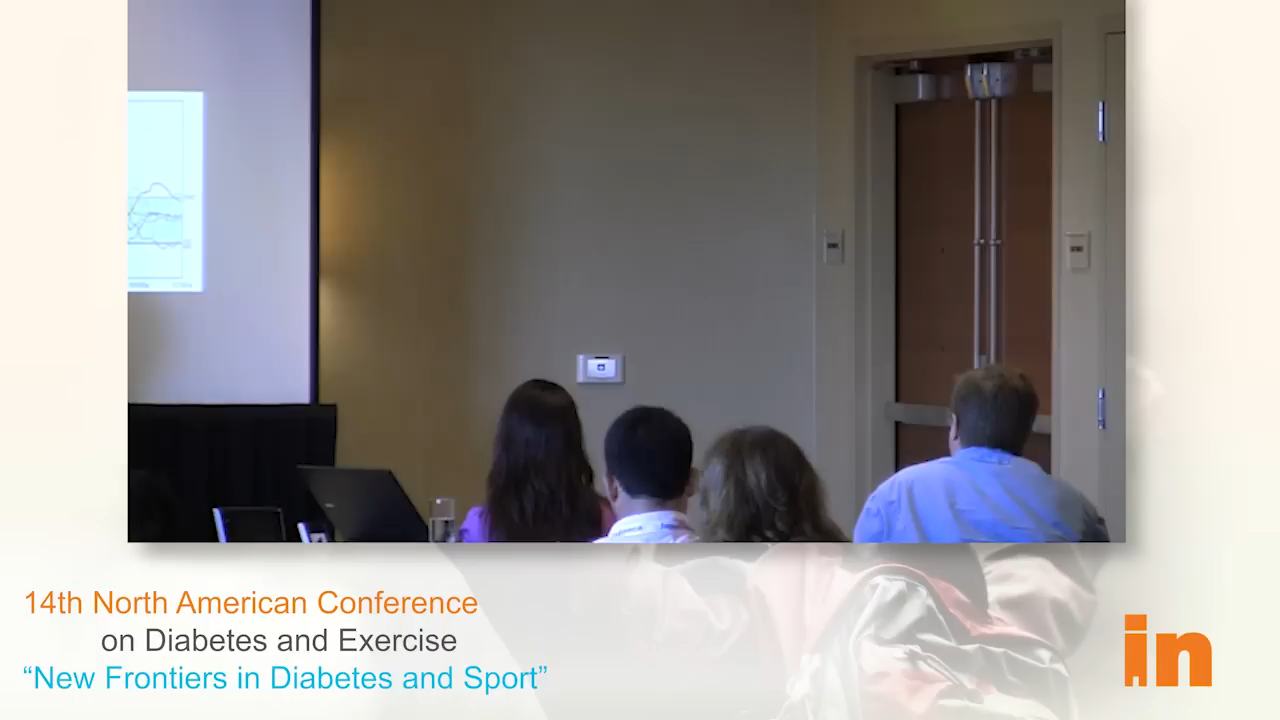 14th North American Conference
on Diabetes and Exercise
“New Frontiers in Diabetes and Sport”
in